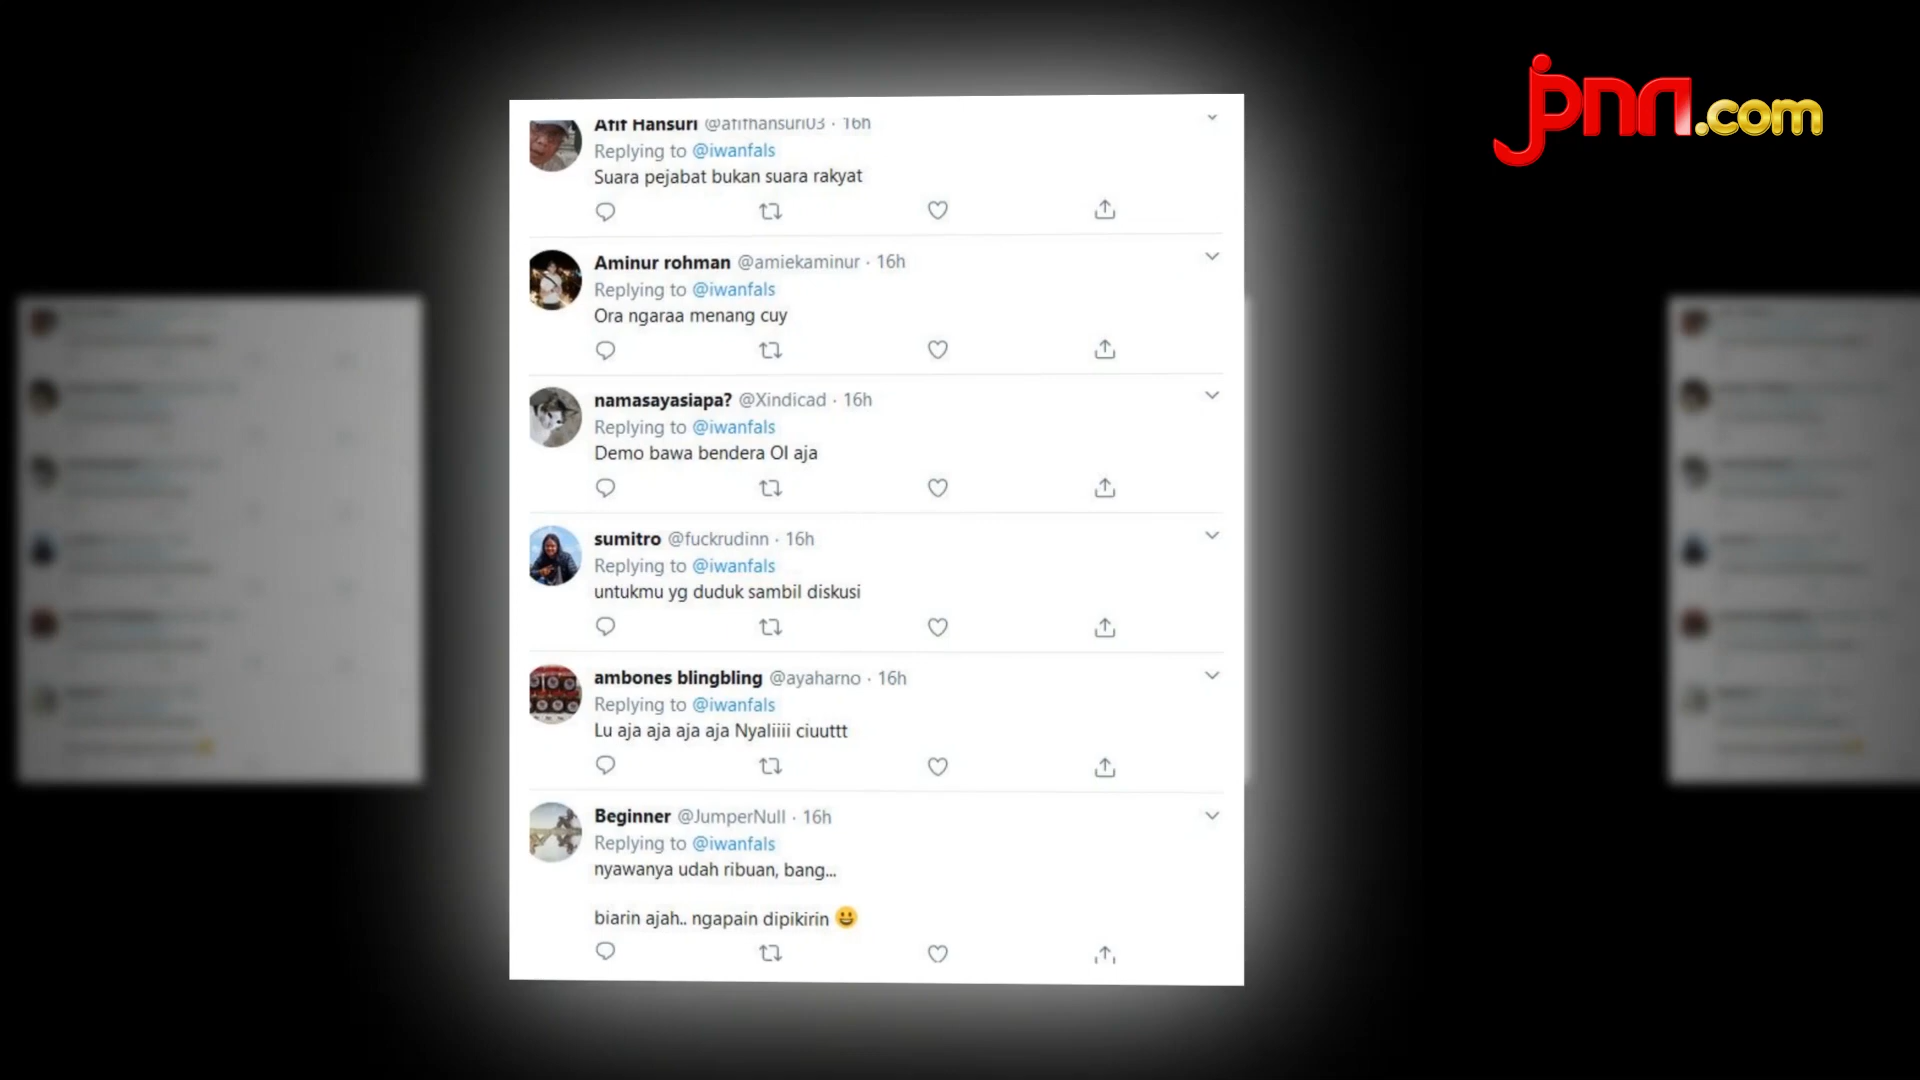 jpnn.com
Afif Hansuri @afifhansuri03 · 16h
Replying to @iwanfals
Suara pejabat bukan suara rakyat
Aminur rohman @amiekaminur · 16h
Replying to @iwanfals
Ora ngaraa menang cuy
namasayasiapa? @Xindicad · 16h
Replying to @iwanfals
Demo bawa bendera OI aja
sumitro @fuckrudinn · 16h
Replying to @iwanfals
untukmu yg duduk sambil diskusi
ambones blingbling @ayaharno · 16h
Replying to @iwanfals
Lu aja aja aja aja Nyaliiii ciuuttt
Beginner @JumperNull · 16h
Replying to @iwanfals
nyawanya udah ribuan, bang...
biarin ajah.. ngapain dipikirin 😀